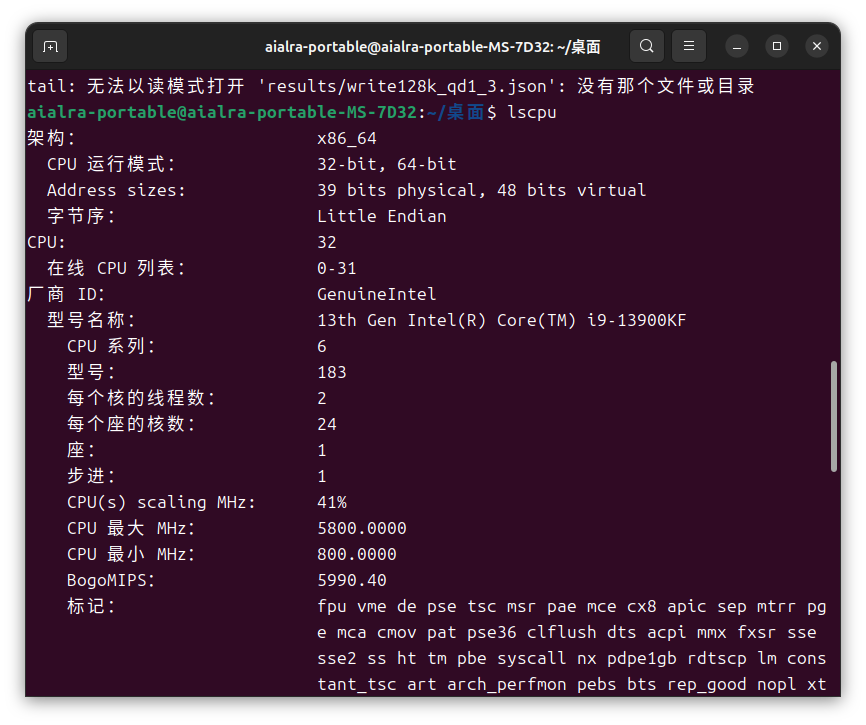 aialra-portable@aialra-portable-MS-7D32: ~/桌面
tail: 无法以读模式打开 'results/write128k_qd1_3.json': 没有那个文件或目录
aialra-portable@aialra-portable-MS-7D32:~/桌面$ lscpu
架构： x86_64
CPU 运行模式： 32-bit, 64-bit
Address sizes: 39 bits physical, 48 bits virtual
字节序： Little Endian
CPU: 32
在线 CPU 列表： 0-31
厂商 ID： GenuineIntel
型号名称： 13th Gen Intel(R) Core(TM) i9-13900KF
CPU 系列： 6
型号： 183
每个核的线程数： 2
每个座的核数： 24
座： 1
步进： 1
CPU(s) scaling MHz: 41%
CPU 最大 MHz： 5800.0000
CPU 最小 MHz： 800.0000
BogoMIPS： 5990.40
标记： fpu vme de pse tsc msr pae mce cx8 apic sep mtrr pg
e mca cmov pat pse36 clflush dts acpi mmx fxsr sse
sse2 ss ht tm pbe syscall nx pdpe1gb rdtscp lm cons
tant_tsc art arch_perfmon pebs bts rep_good nopl xt